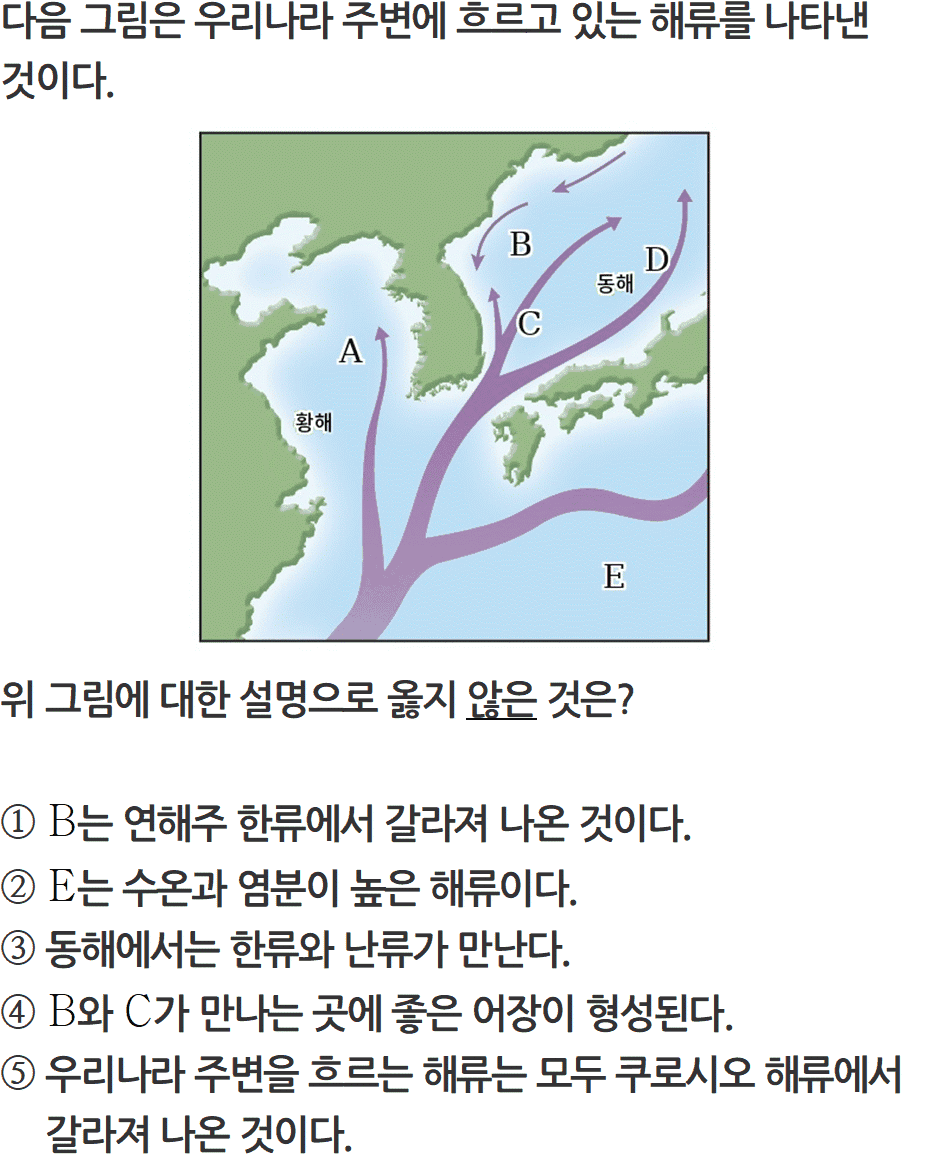 다음 그림은 우리나라 주변에 흐르고 있는 해류를 나타낸
것이다.
B
D
동해
C
A
황해
E
위 그림에 대한 설명으로 옳지 않은 것은?
① B는 연해주 한류에서 갈라져 나온 것이다.
② E는 수온과 염분이 높은 해류이다.
③ 동해에서는 한류와 난류가 만난다.
④ B와 C가 만나는 곳에 좋은 어장이 형성된다.
⑤ 우리나라 주변을 흐르는 해류는 모두 쿠로시오 해류에서
갈라져 나온 것이다.